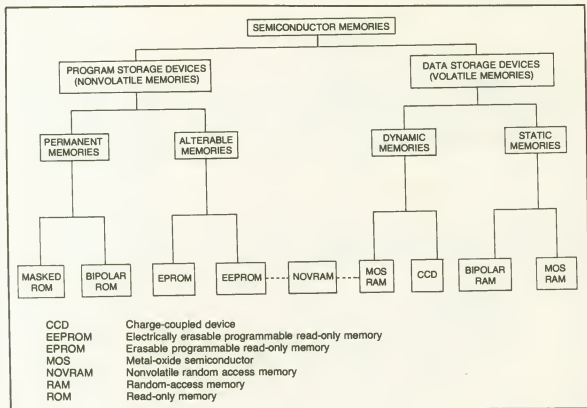 SEMICONDUCTOR MEMORIES
PROGRAM STORAGE DEVICES
(NONVOLATILE MEMORIES)
DATA STORAGE DEVICES
(VOLATILE MEMORIES)
PERMANENT
MEMORIES
ALTERABLE
MEMORIES
DYNAMIC
MEMORIES
STATIC
MEMORIES
MASKED
ROM
BIPOLAR
ROM
EPROM
EEPROM
NOVRAM
MOS
RAM
CCD
BIPOLAR
RAM
MOS
RAM
CCD Charge-coupled device
EEPROM Electrically erasable programmable read-only memory
EPROM Erasable programmable read-only memory
MOS Metal-oxide semiconductor
NOVRAM Nonvolatile random access memory
RAM Random-access memory
ROM Read-only memory